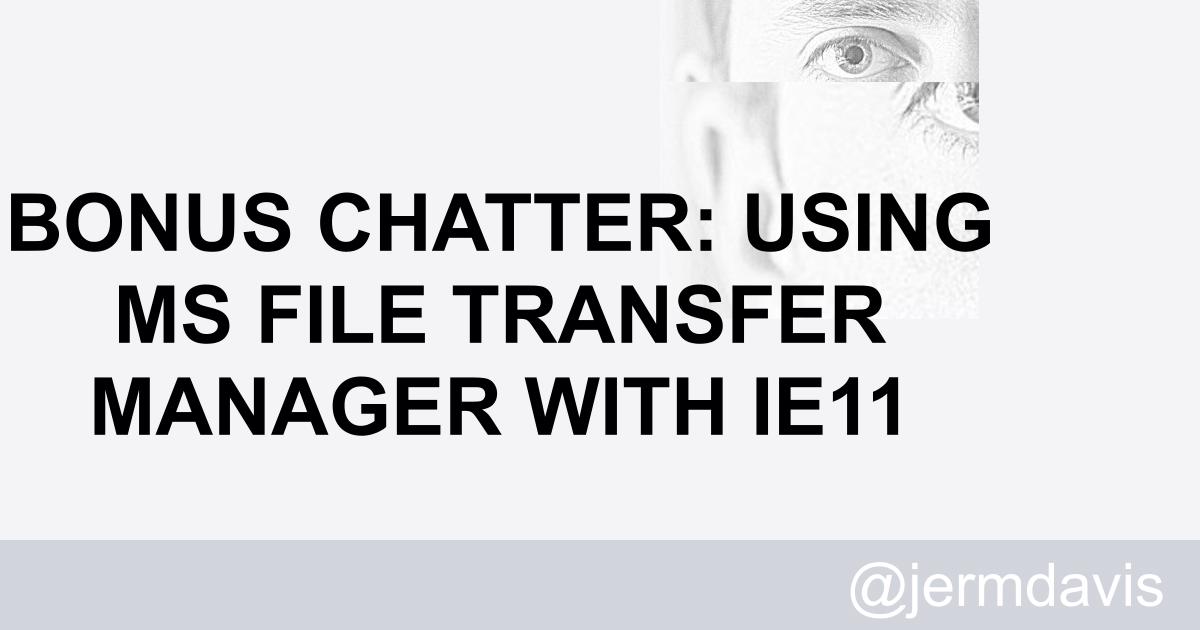 BONUS CHATTER: USING
MS FILE TRANSFER
MANAGER WITH IE11
@jermdavis